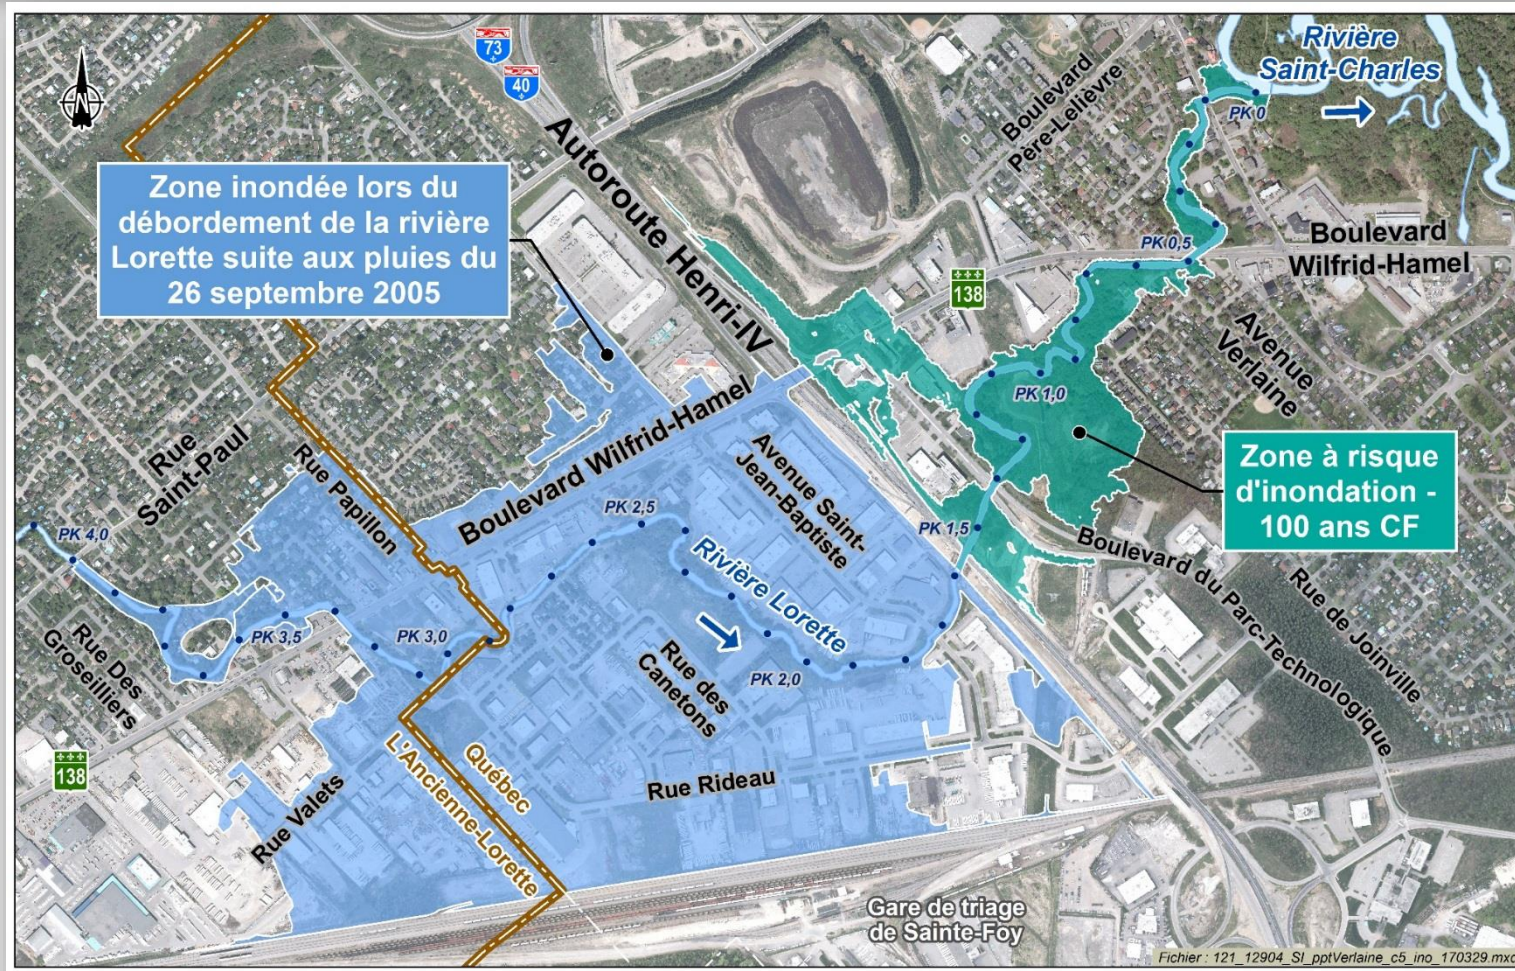 73
40
Rivière
Saint-Charles
Boulevard
Père-Lelièvre
PK 0
Autoroute Henri-IV
Zone inondée lors du
débordement de la rivière
Lorette suite aux pluies du
26 septembre 2005
PK 0,5
Boulevard
Wilfrid-Hamel
138
Avenue
Verlaine
PK 1,0
Rue
Saint-Paul
Rue Papillon
Boulevard Wilfrid-Hamel
Avenue Saint-
Jean-Baptiste
Zone à risque
d'inondation -
100 ans CF
PK 4,0
PK 2,5
PK 1,5
Rivière Lorette
Boulevard du Parc-Technologique
Rue de Joinville
PK 3,5
PK 3,0
Rue Des
Groseilliers
Rue des
Canetons
PK 2,0
138
Québec
L'Ancienne-Lorette
Rue Rideau
Rue Valets
Gare de triage
de Sainte-Foy
Fichier : 121_12904_SI_pptVerlaine_c5_ino_170329.mxd